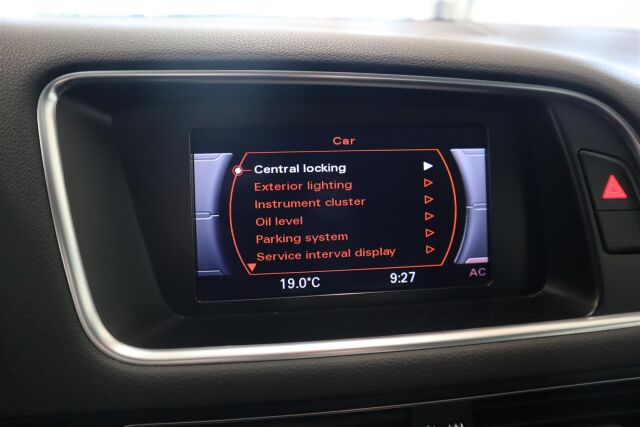 Car
Central locking
Exterior lighting
Instrument cluster
Oil level
Parking system
Service interval display
19.0°C 9:27 AC